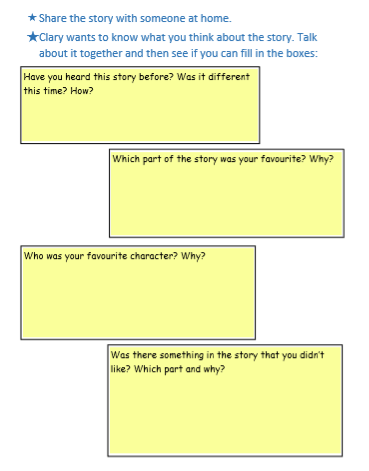 ★Share the story with someone at home.
★Clary wants to know what you think about the story. Talk
about it together and then see if you can fill in the boxes:
Have you heard this story before? Was it different
this time? How?
Which part of the story was your favourite? Why?
Who was your favourite character? Why?
Was there something in the story that you didn't
like? Which part and why?